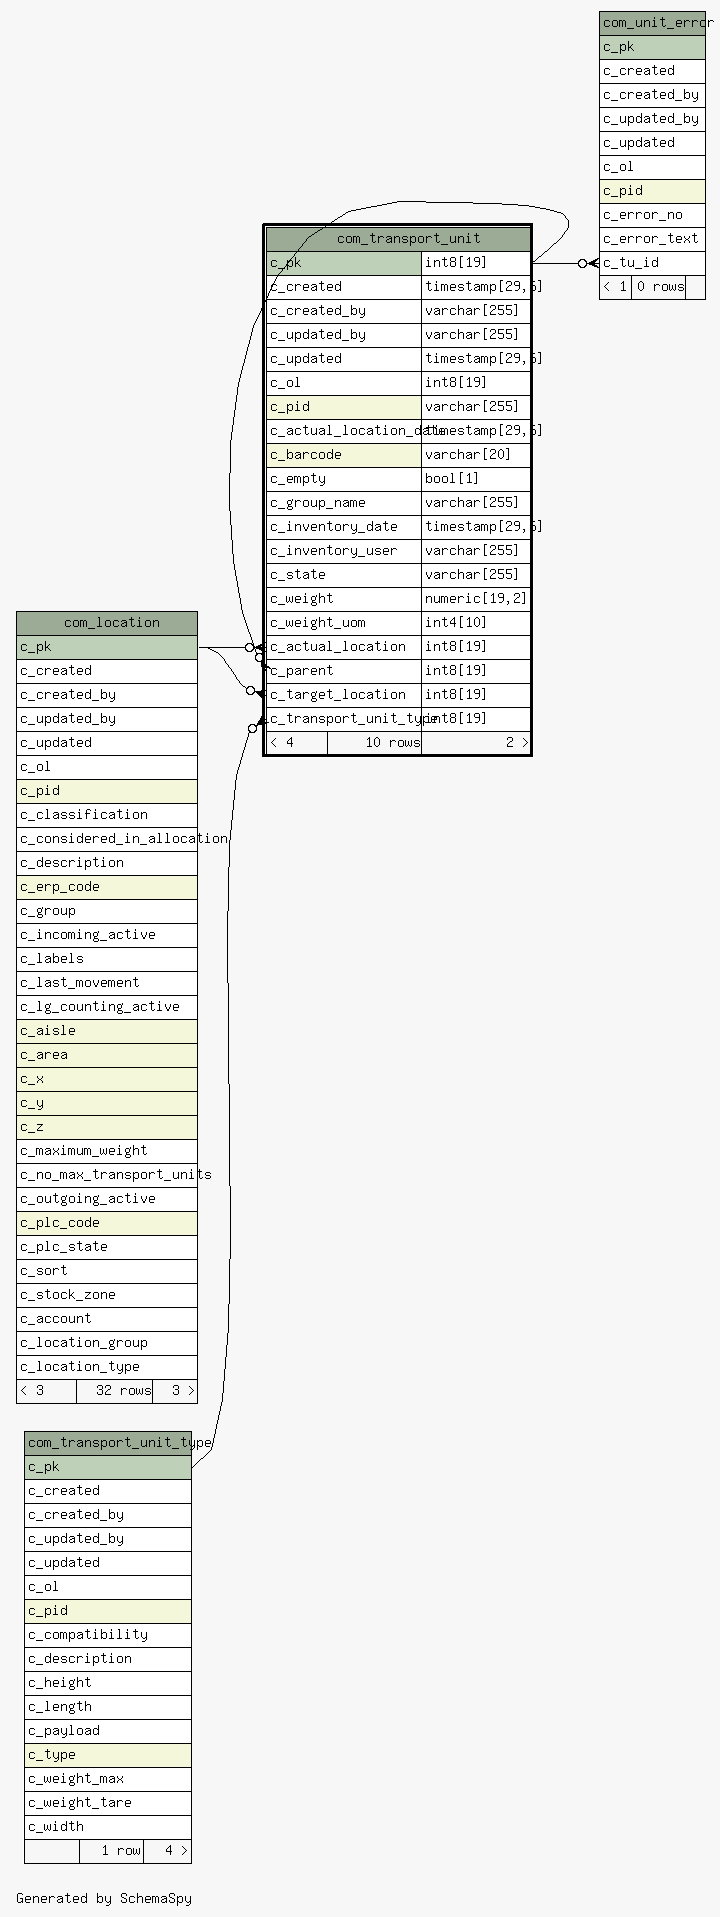 com_unit_error
c_pk
c_created
c_created_by
c_updated_by
c_updated
c_ol
c_pid
c_error_no
c_error_text
c_tu_id
< 1 0 rows
com_transport_unit
c_pk int8[19]
c_created timestamp[29,6]
c_created_by varchar[255]
c_updated_by varchar[255]
c_updated timestamp[29,6]
c_ol int8[19]
c_pid varchar[255]
c_actual_location_date timestamp[29,6]
c_barcode varchar[20]
c_empty bool[1]
c_group_name varchar[255]
c_inventory_date timestamp[29,6]
c_inventory_user varchar[255]
c_state varchar[255]
c_weight numeric[19,2]
c_weight_uom int4[10]
c_actual_location int8[19]
c_parent int8[19]
c_target_location int8[19]
c_transport_unit_type int8[19]
< 4 10 rows 2 >
com_location
c_pk
c_created
c_created_by
c_updated_by
c_updated
c_ol
c_pid
c_classification
c_considered_in_allocation
c_description
c_erp_code
c_group
c_incoming_active
c_labels
c_last_movement
c_lg_counting_active
c_aisle
c_area
c_x
c_y
c_z
c_maximum_weight
c_no_max_transport_units
c_outgoing_active
c_plc_code
c_plc_state
c_sort
c_stock_zone
c_account
c_location_group
c_location_type
< 3 32 rows 3 >
com_transport_unit_type
c_pk
c_created
c_created_by
c_updated_by
c_updated
c_ol
c_pid
c_compatibility
c_description
c_height
c_length
c_payload
c_type
c_weight_max
c_weight_tare
c_width
1 row 4 >
Generated by SchemaSpy